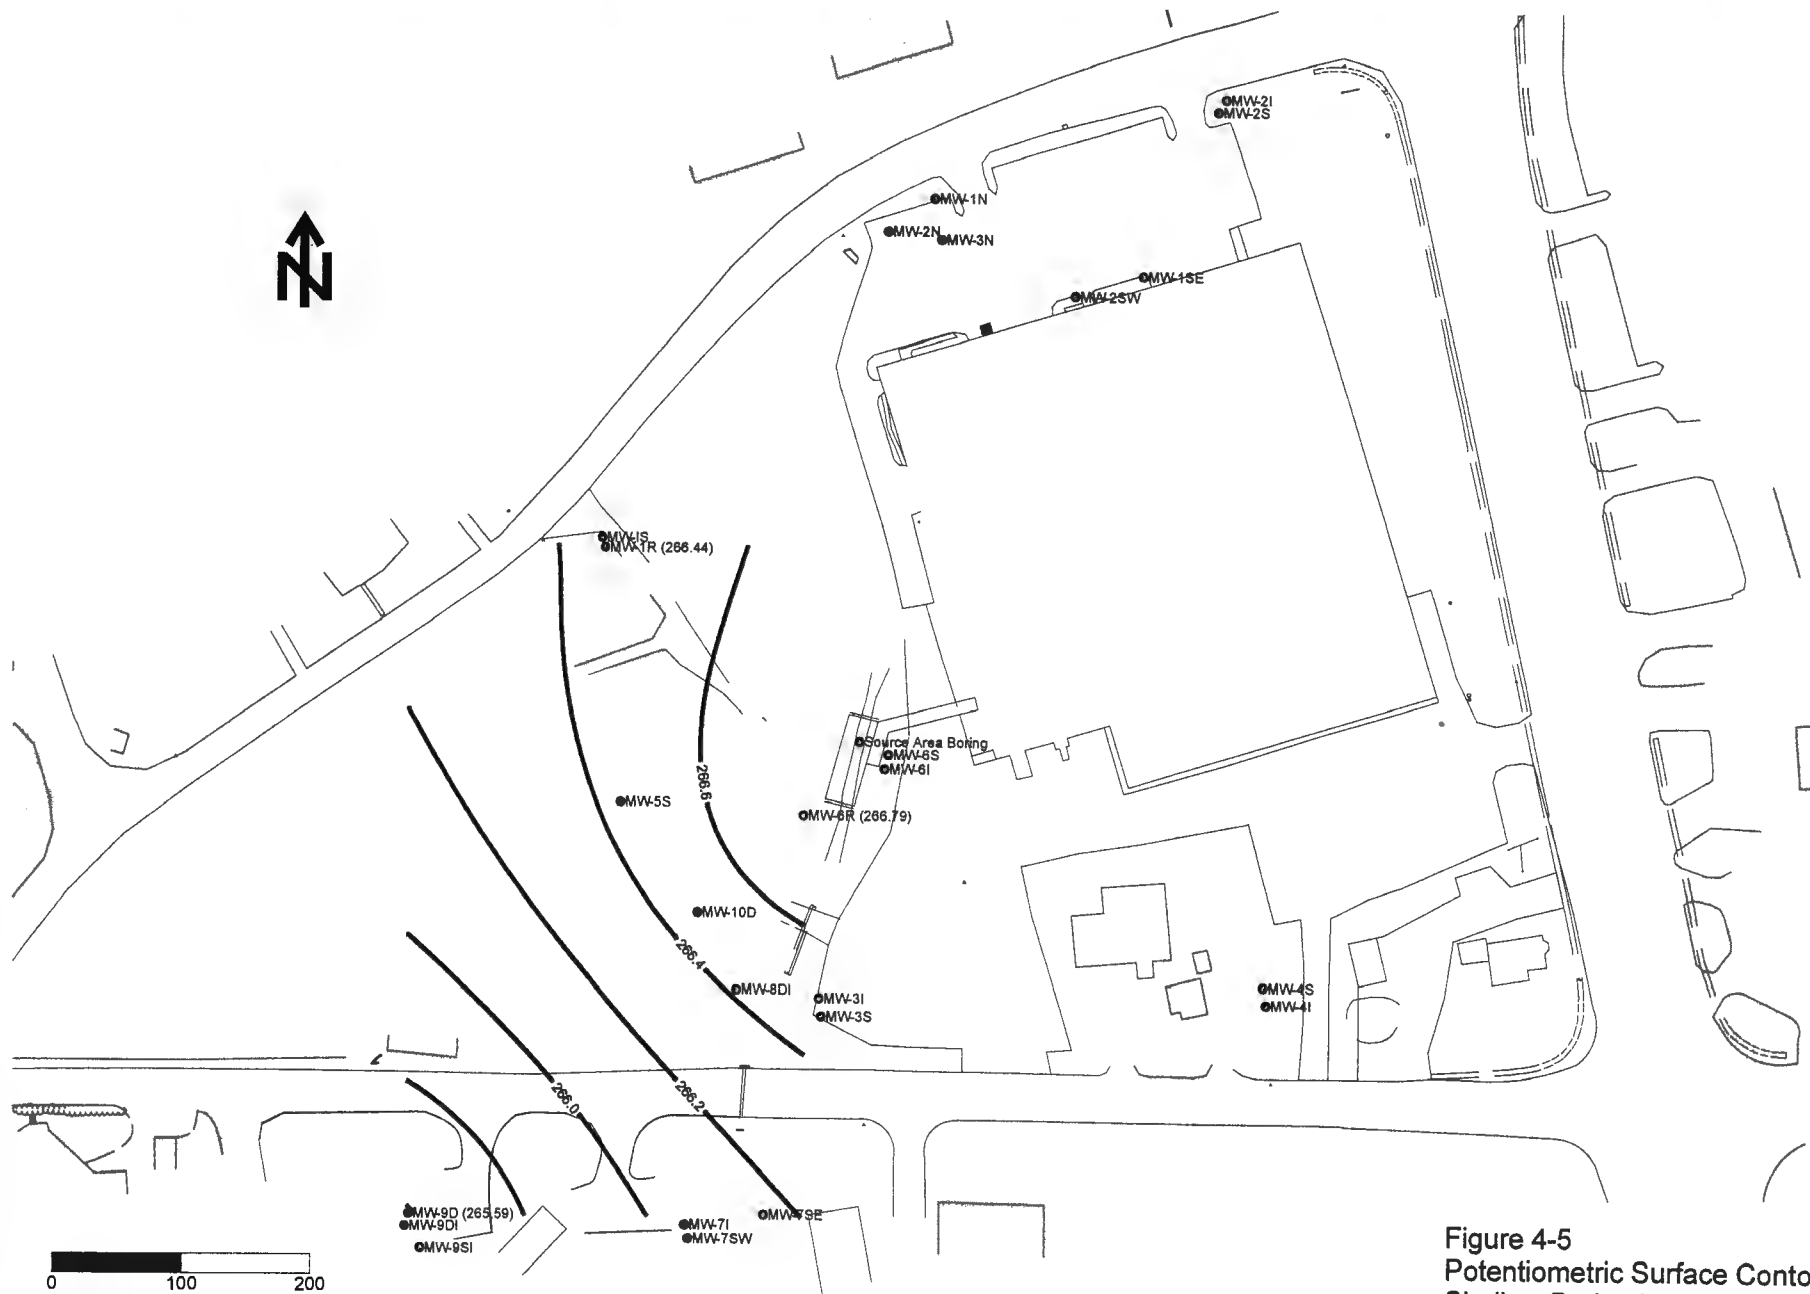 MW-2I
MW-2S
MW-1N
MW-2N
MW-3N
N
MW-1SE
MW-2SW
MW-IS
MW-1R (266.44)
Source Area Boring
MW-6S
MW-6I
266.6
MW-5S
MW-6R (266.79)
MW-10D
266.4
MW-8DI
MW-3I
MW-3S
MW-4S
MW-4I
266.0
266.2
MW-9D (265.59)
MW-9DI
MW-9SI
MW-7I
MW-7SW
MW-7SE
0 100 200
Figure 4-5
Potentiometric Surface Conto